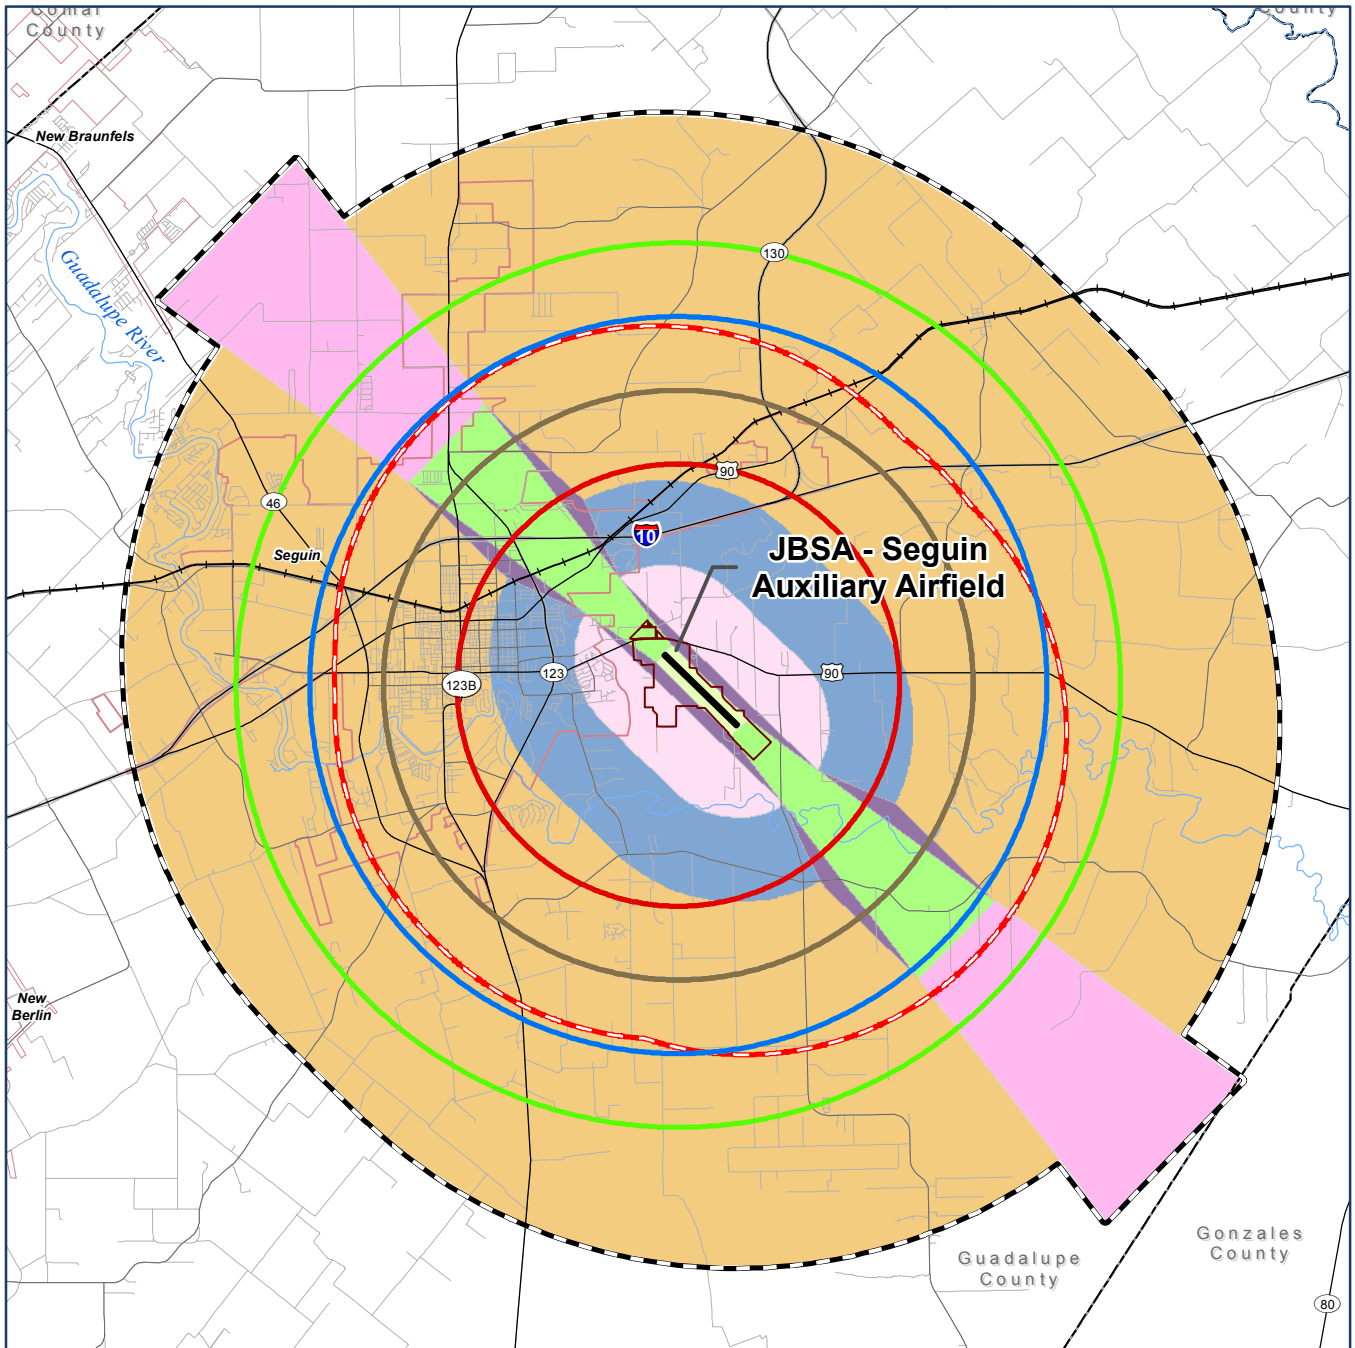 Comal
County
County
New Braunfels
Guadalupe River
130
46
90
10
Seguin
JBSA - Seguin
Auxiliary Airfield
123
90
123B
New
Berlin
Gonzales
County
Guadalupe
County
80